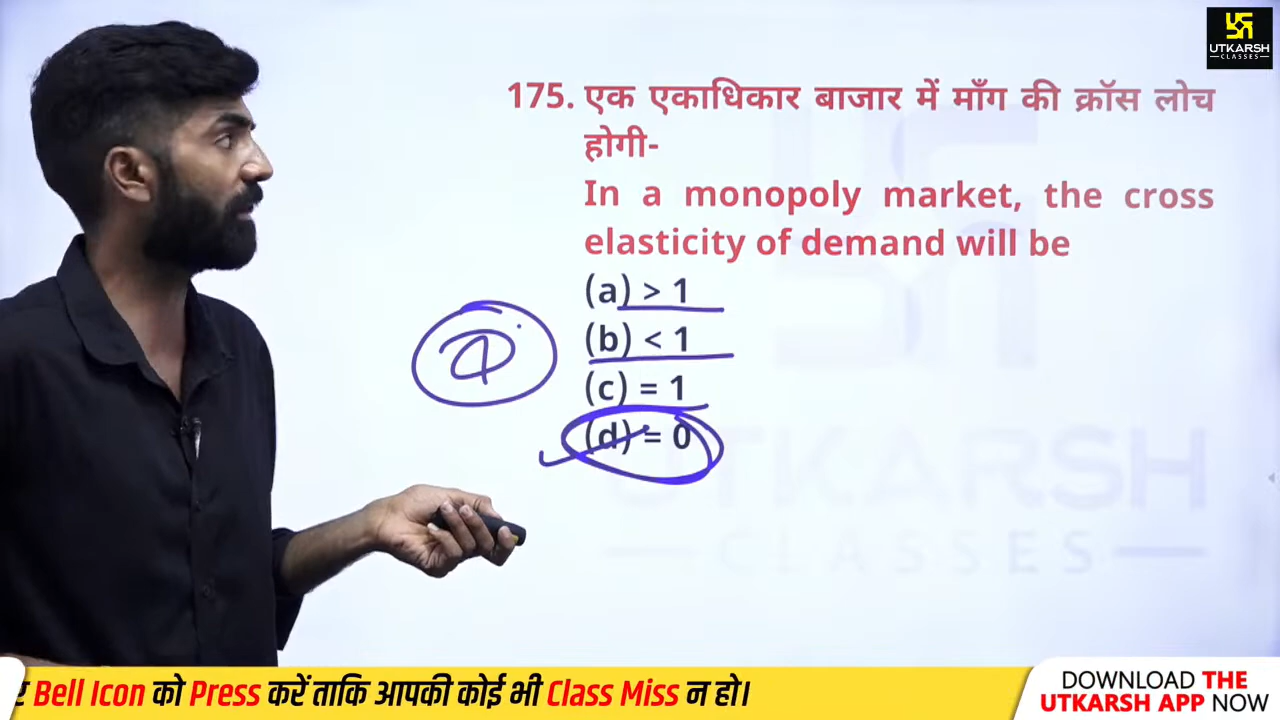 UTKARSH
CLASSES
175. एक एकाधिकार बाजार में माँग की क्रॉस लोच
होगी-
In a monopoly market, the cross
elasticity of demand will be
(a) > 1
(b) < 1
(c) = 1
(d) = 0
UTKARSH
CLASSES
Bell Icon को Press करें ताकि आपकी कोई भी Class Miss न हो।
DOWNLOAD THE
UTKARSH APP NOW